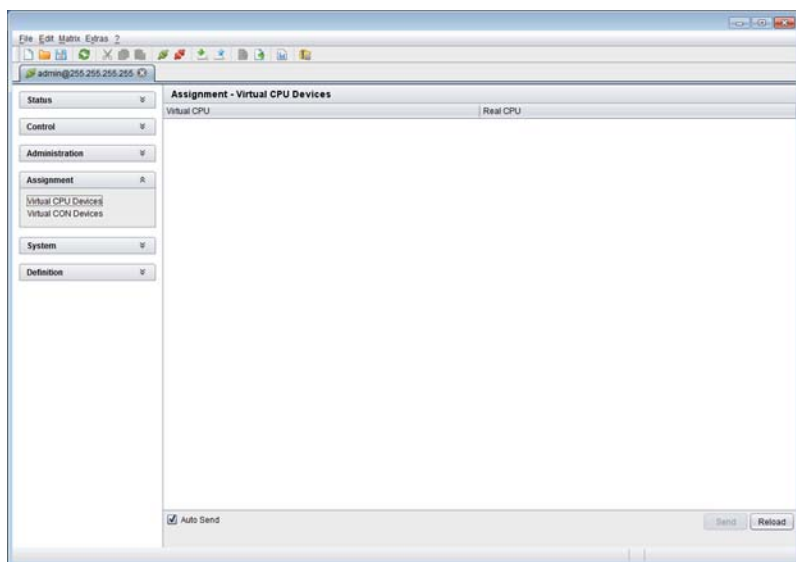 File Edit Matrix Extras ?
admin@255.255.255.255
Status
Control
Administration
Assignment
Virtual CPU Devices
Virtual CON Devices
System
Definition
Assignment - Virtual CPU Devices
Virtual CPU Real CPU
Auto Send
Send Reload